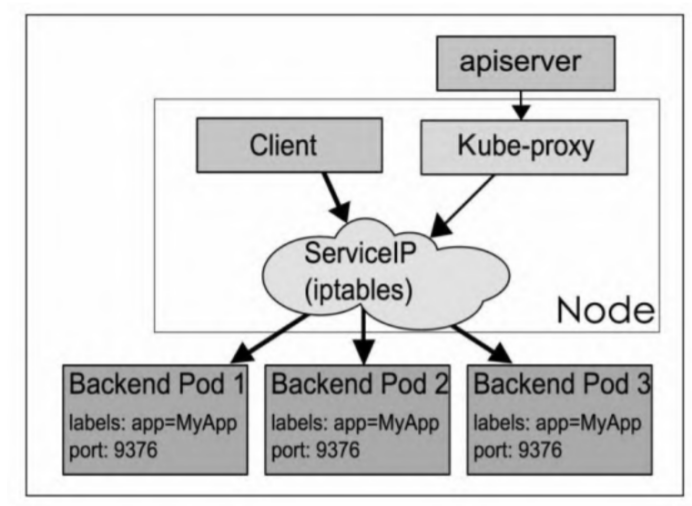 apiserver
Client
Kube-proxy
ServiceIP
(iptables)
Node
Backend Pod 1
labels: app=MyApp
port: 9376
Backend Pod 2
labels: app=MyApp
port: 9376
Backend Pod 3
labels: app=MyApp
port: 9376